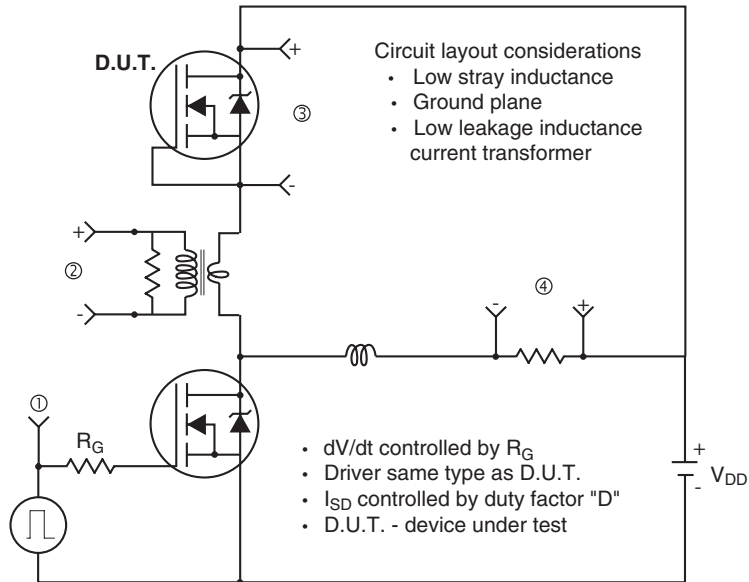 D.U.T.
+
Circuit layout considerations
• Low stray inductance
• Ground plane
• Low leakage inductance
current transformer
③
-
+
②
-
④
-
+
①
R_G
• dV/dt controlled by R_G
• Driver same type as D.U.T.
• I_SD controlled by duty factor "D"
• D.U.T. - device under test
+
V_DD
-